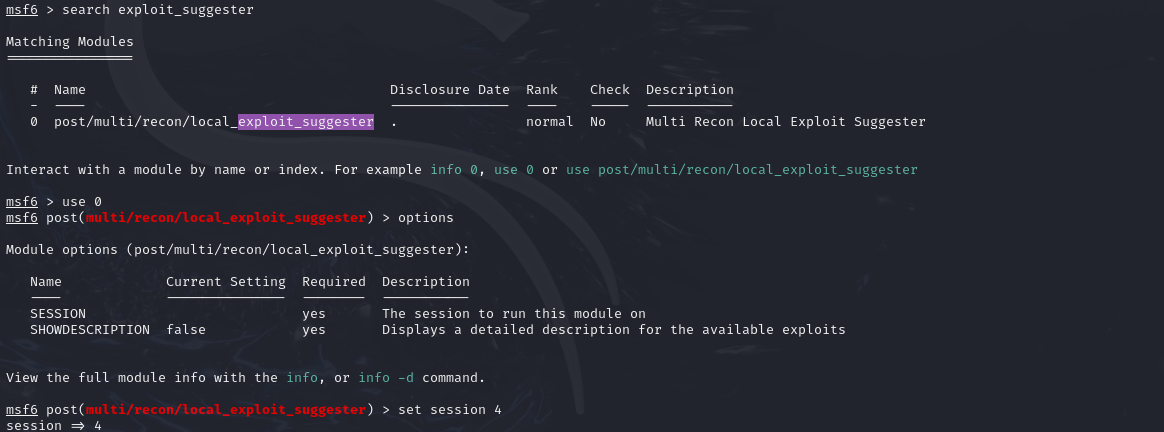 msf6 > search exploit_suggester
Matching Modules
================
# Name Disclosure Date Rank Check Description
- ---- --------------- ---- ----- -----------
0 post/multi/recon/local_exploit_suggester . normal No Multi Recon Local Exploit Suggester
Interact with a module by name or index. For example info 0, use 0 or use post/multi/recon/local_exploit_suggester
msf6 > use 0
msf6 post(multi/recon/local_exploit_suggester) > options
Module options (post/multi/recon/local_exploit_suggester):
Name Current Setting Required Description
---- --------------- -------- -----------
SESSION yes The session to run this module on
SHOWDESCRIPTION false yes Displays a detailed description for the available exploits
View the full module info with the info, or info -d command.
msf6 post(multi/recon/local_exploit_suggester) > set session 4
session => 4